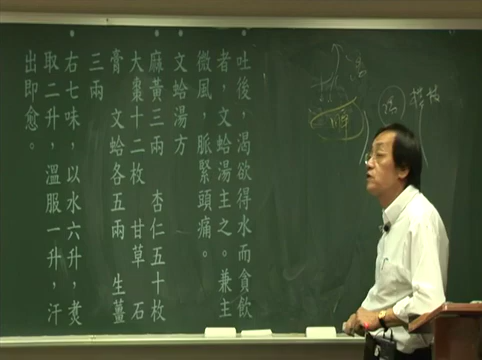 吐後，渴欲得水而貪飲
者，文蛤湯主之。兼主
微風，脈緊頭痛。
文蛤湯方
麻黃三兩　杏仁五十枚
大棗十二枚　甘草　石
膏　文蛤各五兩　生薑
三兩
右七味，以水六升，煑
取二升，溫服一升，汗
出即愈。